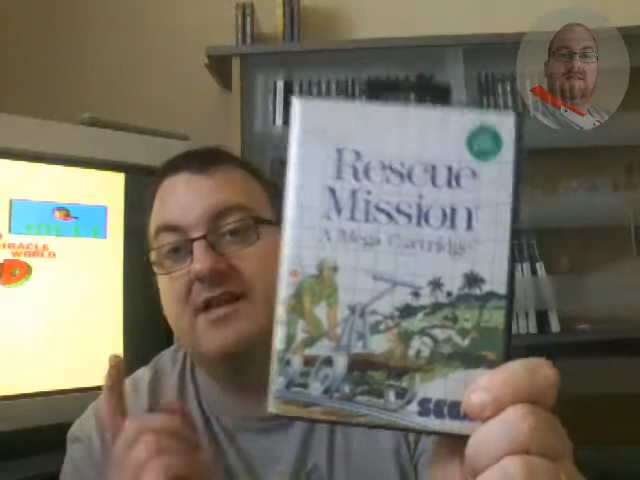 Rescue
Mission
A Mega Cartridge
SEGA
MIRACLE
WORLD